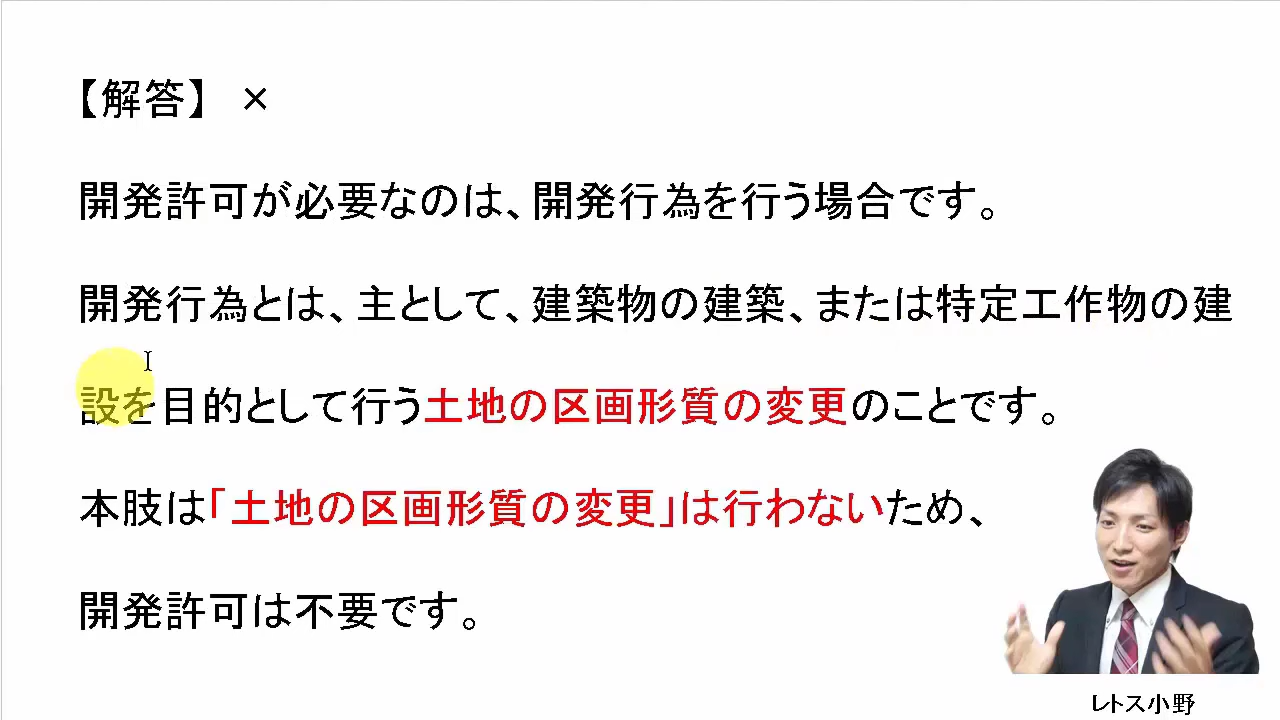 【解答】 ×
開発許可が必要なのは、開発行為を行う場合です。
開発行為とは、主として、建築物の建築、または特定工作物の建
設を目的として行う土地の区画形質の変更のことです。
本肢は「土地の区画形質の変更」は行わないため、
開発許可は不要です。
レトス小野